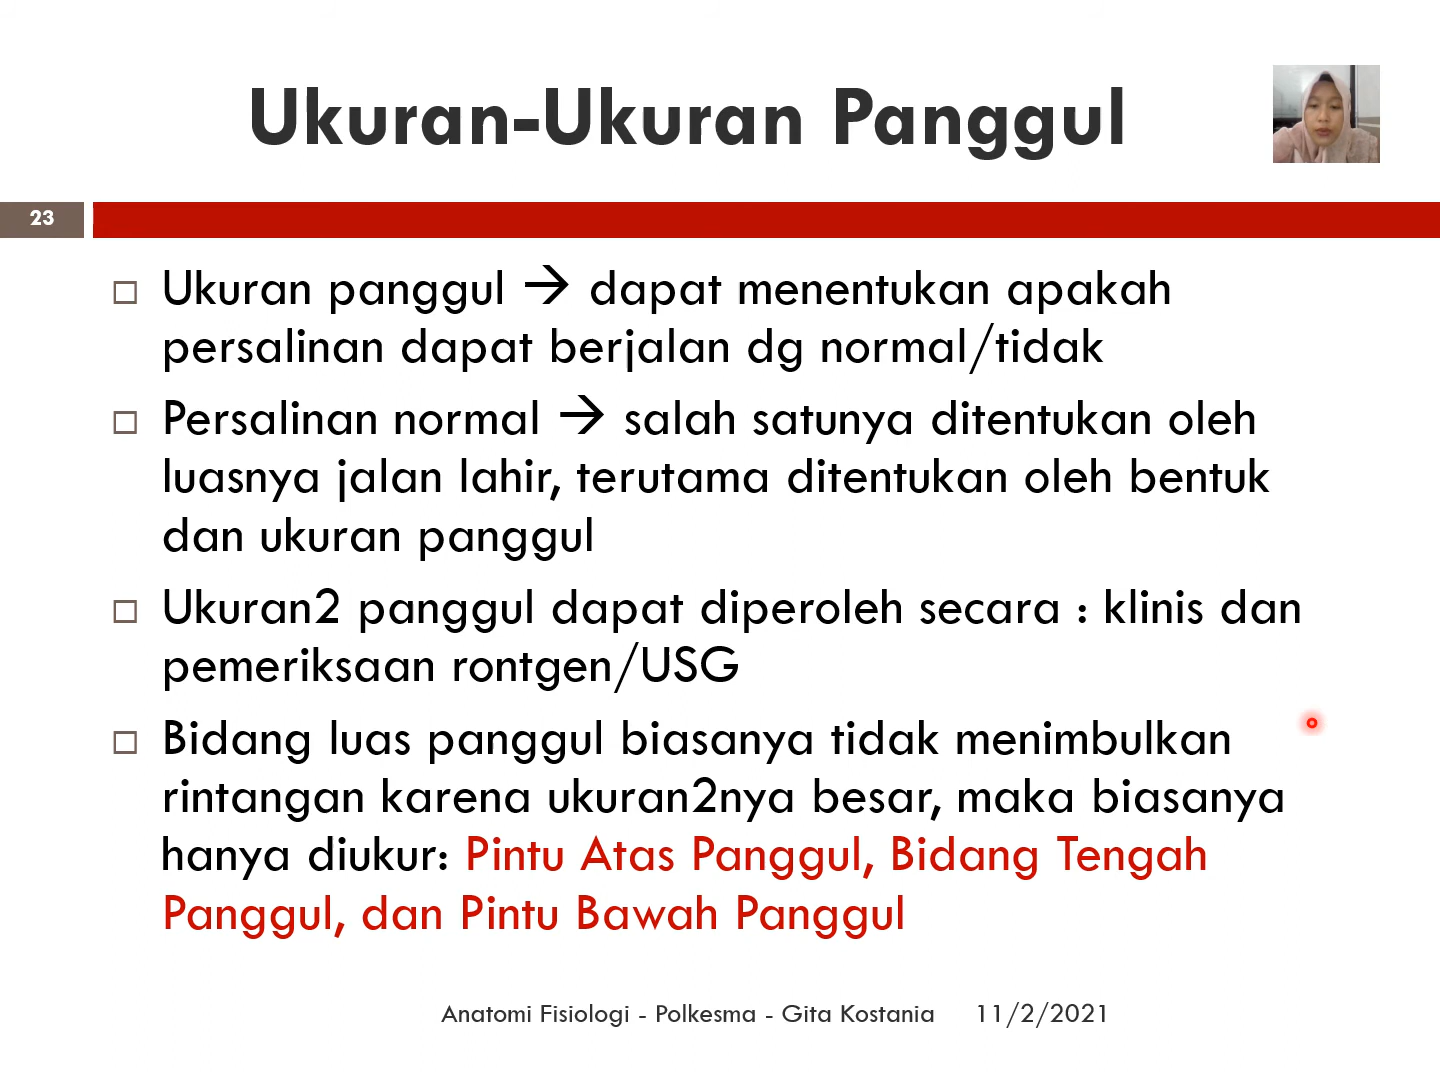 Ukuran-Ukuran Panggul
23
Ukuran panggul → dapat menentukan apakah
persalinan dapat berjalan dg normal/tidak
Persalinan normal → salah satunya ditentukan oleh
luasnya jalan lahir, terutama ditentukan oleh bentuk
dan ukuran panggul
Ukuran2 panggul dapat diperoleh secara : klinis dan
pemeriksaan rontgen/USG
Bidang luas panggul biasanya tidak menimbulkan
rintangan karena ukuran2nya besar, maka biasanya
hanya diukur: Pintu Atas Panggul, Bidang Tengah
Panggul, dan Pintu Bawah Panggul
Anatomi Fisiologi - Polkesma - Gita Kostania 11/2/2021